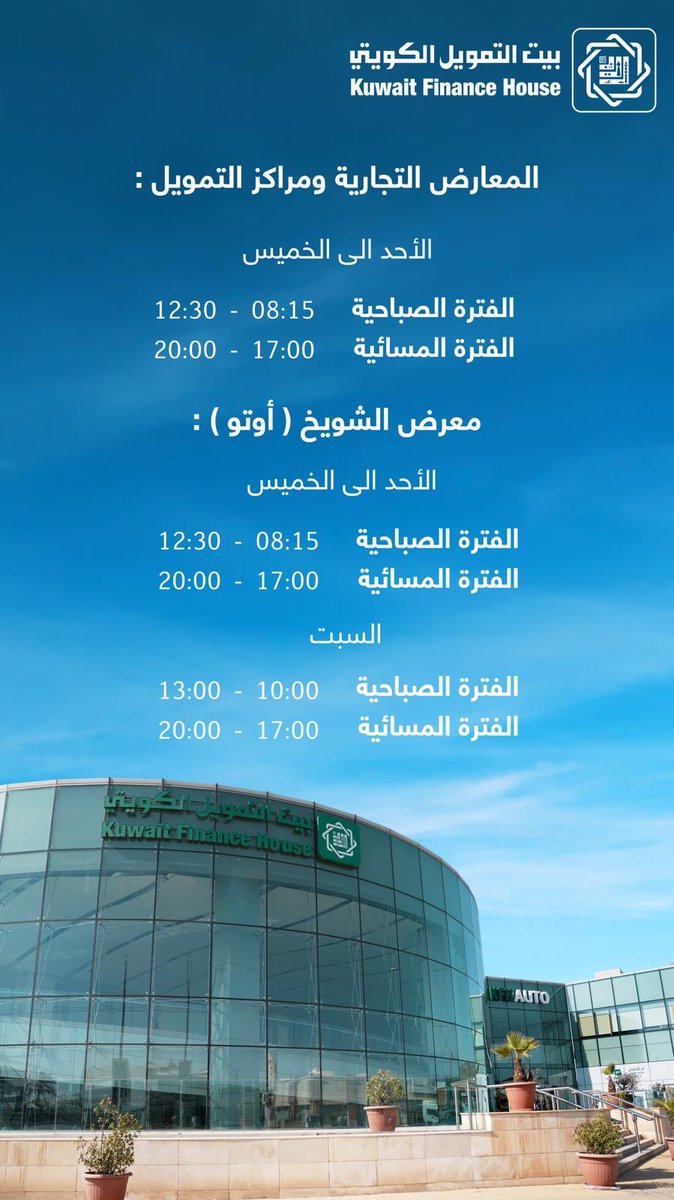 بيت التمويل الكويتي
Kuwait Finance House
المعارض التجارية ومراكز التمويل :
الأحد الى الخميس
الفترة الصباحية 08:15 - 12:30
الفترة المسائية 17:00 - 20:00
معرض الشويخ ( أوتو ) :
الأحد الى الخميس
الفترة الصباحية 08:15 - 12:30
الفترة المسائية 17:00 - 20:00
السبت
الفترة الصباحية 10:00 - 13:00
الفترة المسائية 17:00 - 20:00
بيت التمويل الكويتي
Kuwait Finance House
AUTO